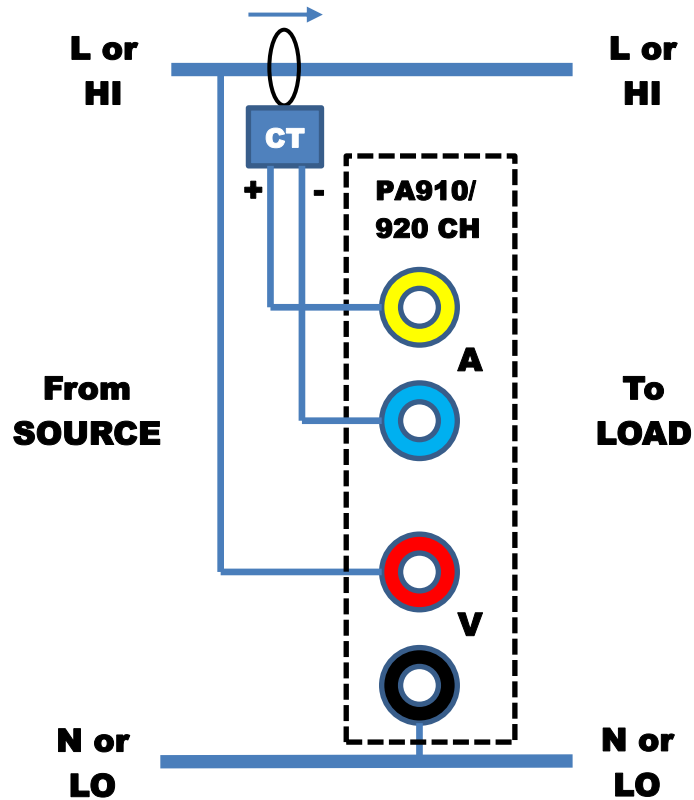 L or
HI
L or
HI
CT
+ -
PA910/
920 CH
A
From
SOURCE
To
LOAD
V
N or
LO
N or
LO